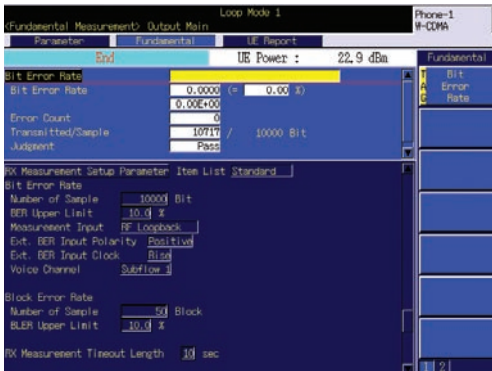 Loop Mode 1
Phone-1
<Fundamental Measurement> Output Main
W-CDMA
Parameter Fundamental UE Report
End UE Power : 22.9 dBm
Fundamental
TAG
Bit Error Rate
Bit Error Rate
Bit Error Rate 0.0000 (= 0.00 %)
0.00E+00
Error Count 0
Transmitted/Sample 10717 / 10000 Bit
Judgment Pass
RX Measurement Setup Parameter Item List Standard
Bit Error Rate
Number of Sample 10000 Bit
BER Upper Limit 10.0 %
Measurement Input RF Loopback
Ext. BER Input Polarity Positive
Ext. BER Input Clock Rise
Voice Channel Subflow 1
Block Error Rate
Number of Sample 50 Block
BLER Upper Limit 10.0 %
RX Measurement Timeout Length 10 sec
1 2